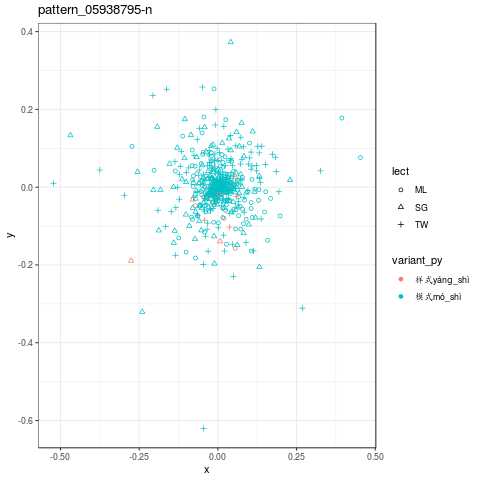 pattern_05938795-n
0.4
0.2
0.0
-0.2
-0.4
-0.6
y
-0.50
-0.25
0.00
0.25
0.50
x
lect
ML
SG
TW
variant_py
样式yáng_shì
模式mó_shì